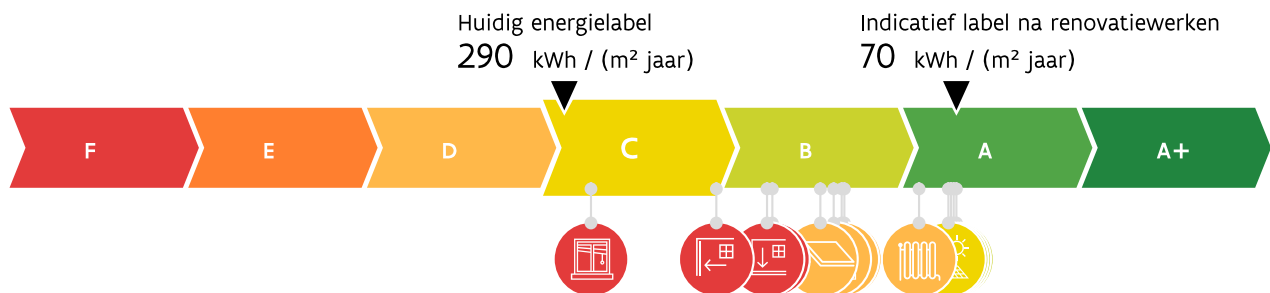 Huidig energielabel
290 kWh / (m² jaar)
Indicatief label na renovatiewerken
70 kWh / (m² jaar)
F E D C B A A+